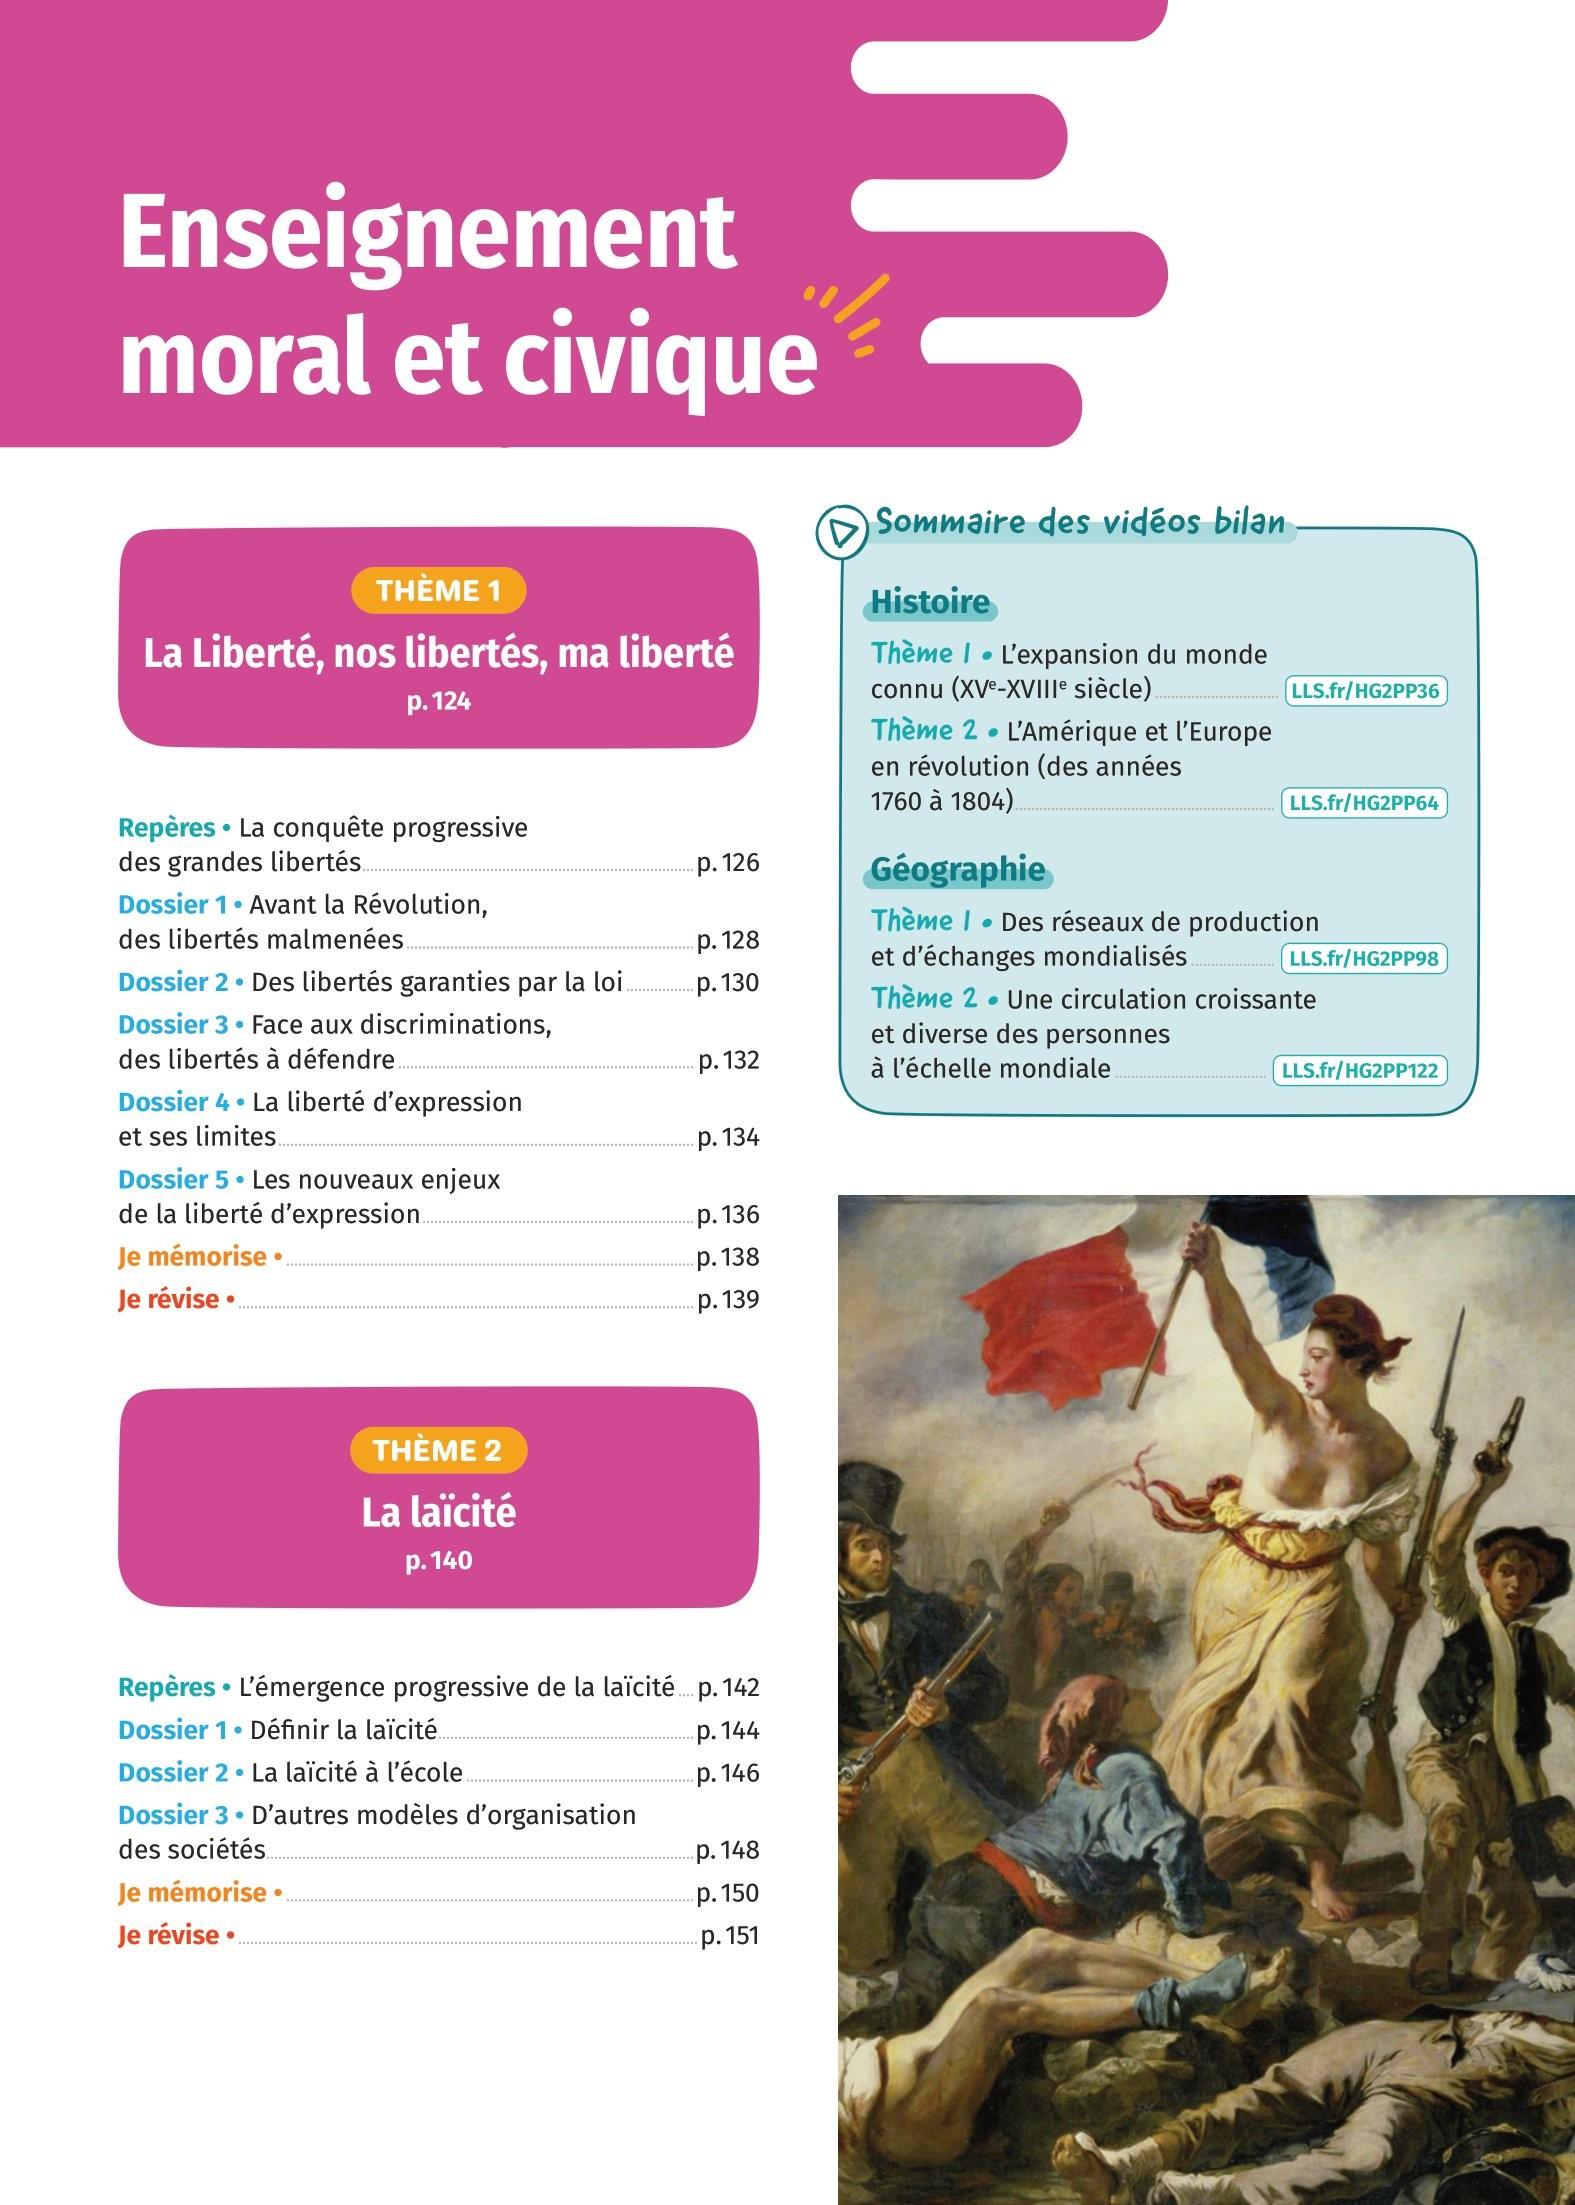 Enseignement
moral et civique
THÈME 1
La Liberté, nos libertés, ma liberté
p. 124
Repères • La conquête progressive
des grandes libertés p. 126
Dossier 1 • Avant la Révolution,
des libertés malmenées p. 128
Dossier 2 • Des libertés garanties par la loi p. 130
Dossier 3 • Face aux discriminations,
des libertés à défendre p. 132
Dossier 4 • La liberté d'expression
et ses limites p. 134
Dossier 5 • Les nouveaux enjeux
de la liberté d'expression p. 136
Je mémorise • p. 138
Je révise • p. 139
THÈME 2
La laïcité
p. 140
Repères • L'émergence progressive de la laïcité p. 142
Dossier 1 • Définir la laïcité p. 144
Dossier 2 • La laïcité à l'école p. 146
Dossier 3 • D'autres modèles d'organisation
des sociétés p. 148
Je mémorise • p. 150
Je révise • p. 151
Sommaire des vidéos bilan
Histoire
Thème 1 • L'expansion du monde
connu (XVe-XVIIIe siècle) LLS.fr/HG2PP36
Thème 2 • L'Amérique et l'Europe
en révolution (des années
1760 à 1804) LLS.fr/HG2PP64
Géographie
Thème 1 • Des réseaux de production
et d'échanges mondialisés LLS.fr/HG2PP98
Thème 2 • Une circulation croissante
et diverse des personnes
à l'échelle mondiale LLS.fr/HG2PP122